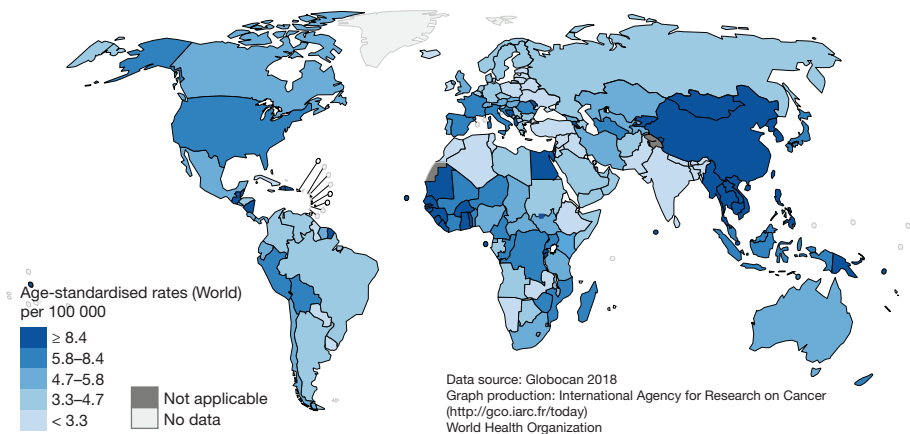 Age-standardised rates (World)
per 100 000
≥ 8.4
5.8–8.4
4.7–5.8
3.3–4.7
< 3.3
Not applicable
No data
Data source: Globocan 2018
Graph production: International Agency for Research on Cancer
(http://gco.iarc.fr/today)
World Health Organization